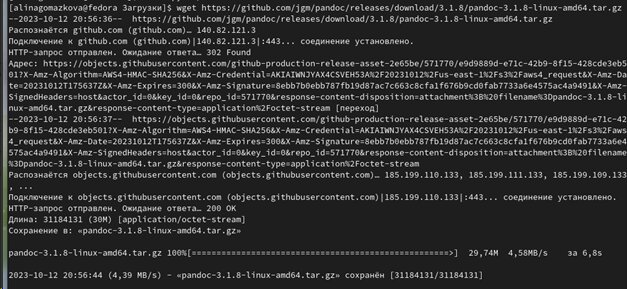 [alinagomazkova@fedora Загрузки]$ wget https://github.com/jgm/pandoc/releases/download/3.1.8/pandoc-3.1.8-linux-amd64.tar.gz
--2023-10-12 20:56:36--  https://github.com/jgm/pandoc/releases/download/3.1.8/pandoc-3.1.8-linux-amd64.tar.gz
Распознаётся github.com (github.com)… 140.82.121.3
Подключение к github.com (github.com)|140.82.121.3|:443... соединение установлено.
HTTP-запрос отправлен. Ожидание ответа… 302 Found
Адрес: https://objects.githubusercontent.com/github-production-release-asset-2e65be/571770/e9d9889d-e71c-42b9-8f15-428cde3eb5
01?X-Amz-Algorithm=AWS4-HMAC-SHA256&X-Amz-Credential=AKIAIWNJYAX4CSVEH53A%2F20231012%2Fus-east-1%2Fs3%2Faws4_request&X-Amz-Da
te=20231012T175637Z&X-Amz-Expires=300&X-Amz-Signature=8ebb7b0ebb787fb19d87ac7c663c8cfa1f676b9cd0fab7733a6e4575ac4a9491&X-Amz-
SignedHeaders=host&actor_id=0&key_id=0&repo_id=571770&response-content-disposition=attachment%3B%20filename%3Dpandoc-3.1.8-li
nux-amd64.tar.gz&response-content-type=application%2Foctet-stream [переход]
--2023-10-12 20:56:37--  https://objects.githubusercontent.com/github-production-release-asset-2e65be/571770/e9d9889d-e71c-42
b9-8f15-428cde3eb501?X-Amz-Algorithm=AWS4-HMAC-SHA256&X-Amz-Credential=AKIAIWNJYAX4CSVEH53A%2F20231012%2Fus-east-1%2Fs3%2Faws
4_request&X-Amz-Date=20231012T175637Z&X-Amz-Expires=300&X-Amz-Signature=8ebb7b0ebb787fb19d87ac7c663c8cfa1f676b9cd0fab7733a6e4
575ac4a9491&X-Amz-SignedHeaders=host&actor_id=0&key_id=0&repo_id=571770&response-content-disposition=attachment%3B%20filename
%3Dpandoc-3.1.8-linux-amd64.tar.gz&response-content-type=application%2Foctet-stream
Распознаётся objects.githubusercontent.com (objects.githubusercontent.com)… 185.199.110.133, 185.199.111.133, 185.199.109.133
, ...
Подключение к objects.githubusercontent.com (objects.githubusercontent.com)|185.199.110.133|:443... соединение установлено.
HTTP-запрос отправлен. Ожидание ответа… 200 OK
Длина: 31184131 (30M) [application/octet-stream]
Сохранение в: «pandoc-3.1.8-linux-amd64.tar.gz»
pandoc-3.1.8-linux-amd64.tar.gz 100%[==================================================>]  29,74M  4,58MB/s    за 6,8s
2023-10-12 20:56:44 (4,39 MB/s) - «pandoc-3.1.8-linux-amd64.tar.gz» сохранён [31184131/31184131]